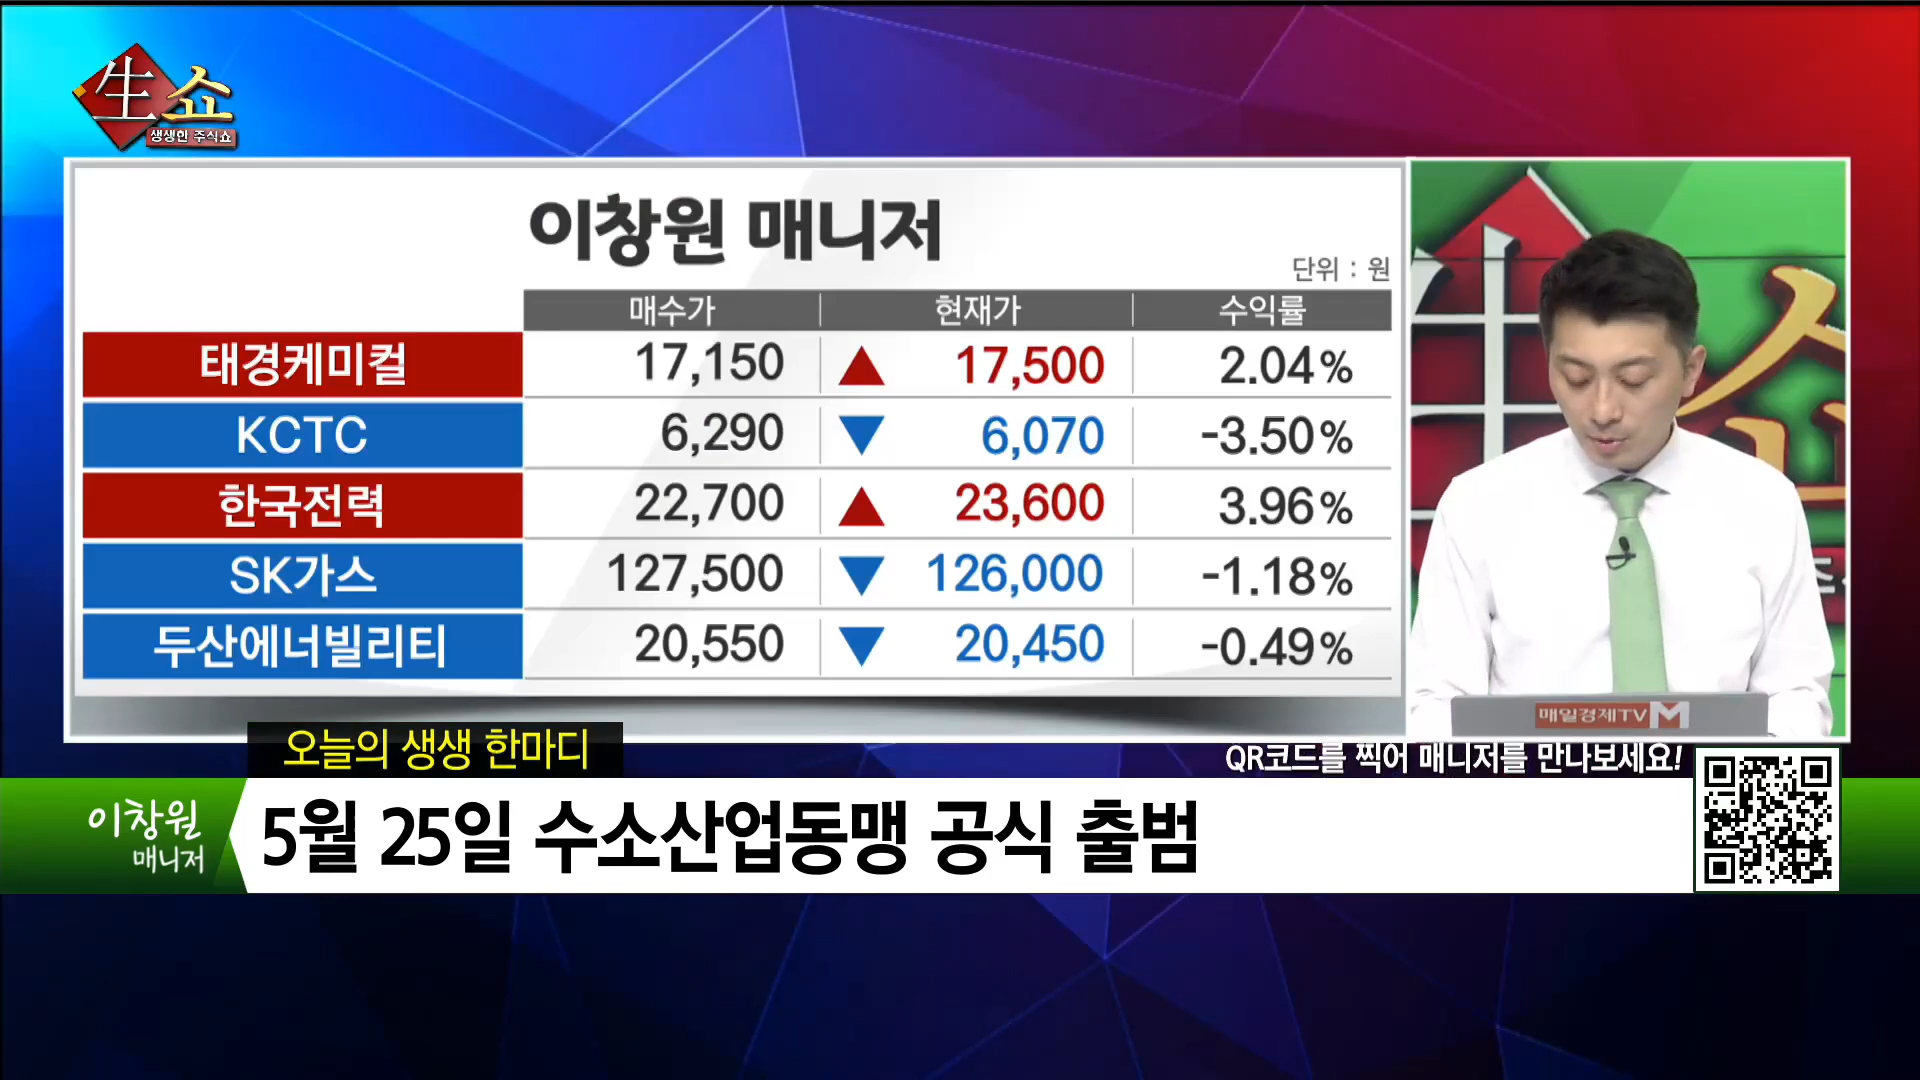 生쇼
생생한 주식쇼
이창원 매니저
단위 : 원
매수가 현재가 수익률
태경케미컬 17,150 ▲ 17,500 2.04%
KCTC 6,290 ▼ 6,070 -3.50%
한국전력 22,700 ▲ 23,600 3.96%
SK가스 127,500 ▼ 126,000 -1.18%
두산에너빌리티 20,550 ▼ 20,450 -0.49%
매일경제TV M
오늘의 생생 한마디
QR코드를 찍어 매니저를 만나보세요!
이창원
매니저
5월 25일 수소산업동맹 공식 출범